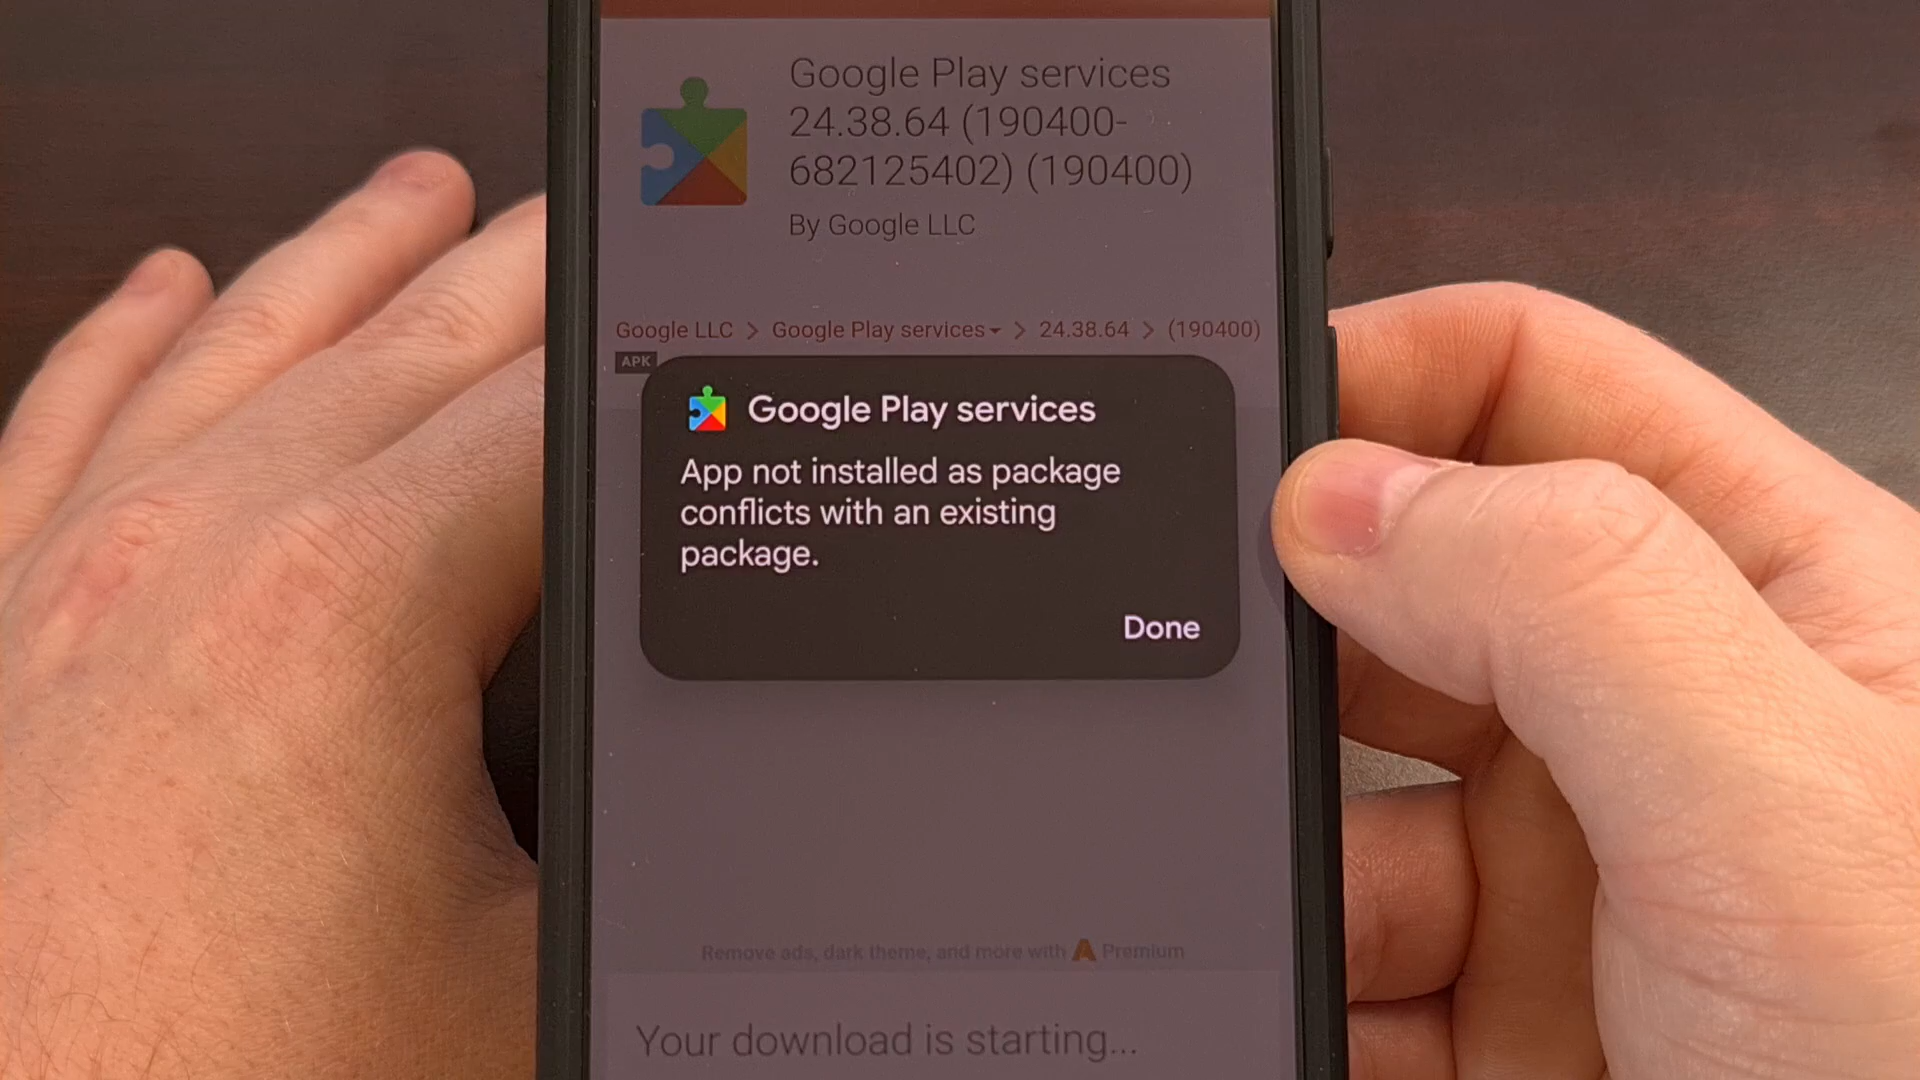 Google Play services
24.38.64 (190400-
682125402) (190400)
By Google LLC
Google LLC > Google Play services > 24.38.64 > (190400)
APK
Google Play services
App not installed as package
conflicts with an existing
package.
Done
Remove ads, dark theme, and more with Premium
Your download is starting...